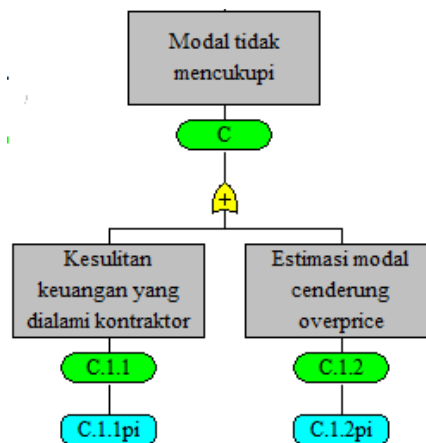 Modal tidak
mencukupi
C
+
Kesulitan
keuangan yang
dialami kontraktor
Estimasi modal
cenderung
overprice
C.1.1
C.1.2
C.1.1pi
C.1.2pi